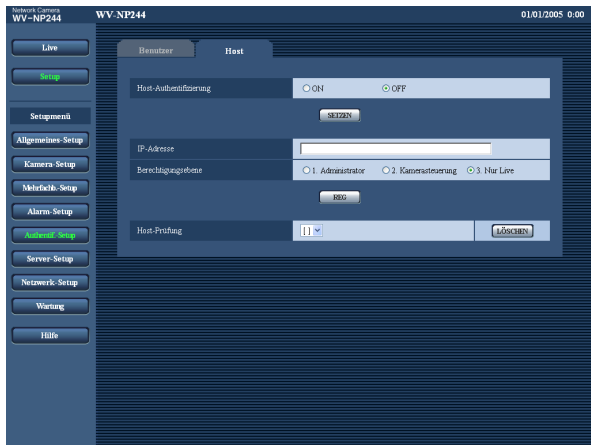 Network Camera
WV-NP244
WV-NP244 01/01/2005 0:00
Live
Setup
Setupmenü
Allgemeines-Setup
Kamera-Setup
Mehrfachb.-Setup
Alarm-Setup
Authentif.-Setup
Server-Setup
Netzwerk-Setup
Wartung
Hilfe
Benutzer Host
Host-Authentifizierung ON OFF
SETZEN
IP-Adresse
Berechtigungsebene 1. Administrator 2. Kamerasteuerung 3. Nur Live
REG
Host-Prüfung [ ] LÖSCHEN